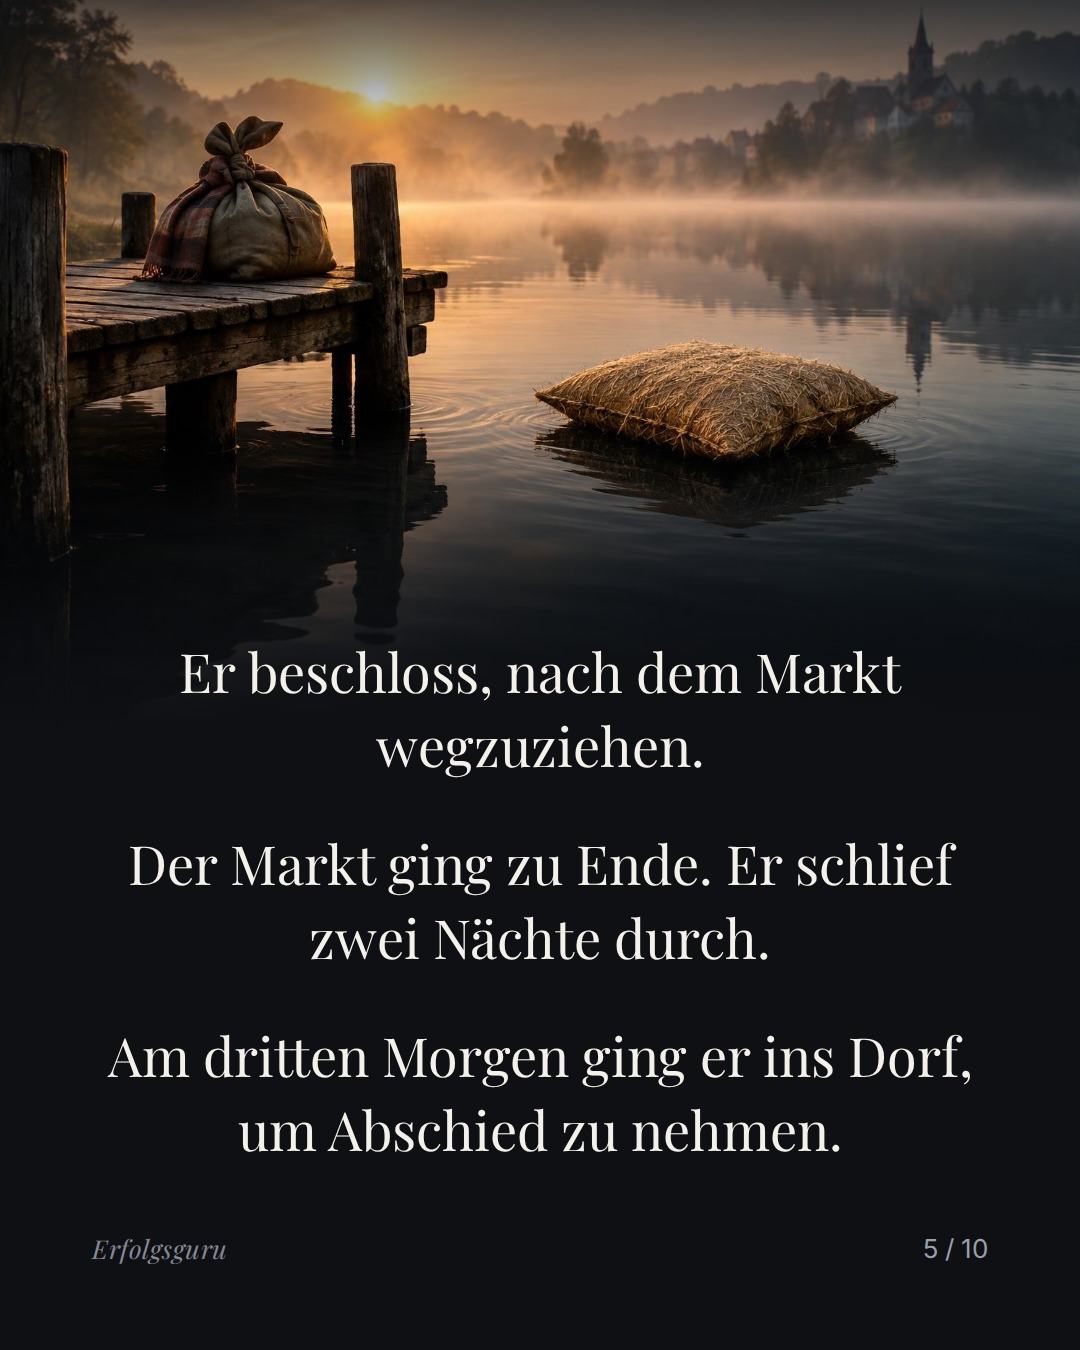 Er beschloss, nach dem Markt
wegzuziehen.
Der Markt ging zu Ende. Er schlief
zwei Nächte durch.
Am dritten Morgen ging er ins Dorf,
um Abschied zu nehmen.
Erfolgsguru
5 / 10